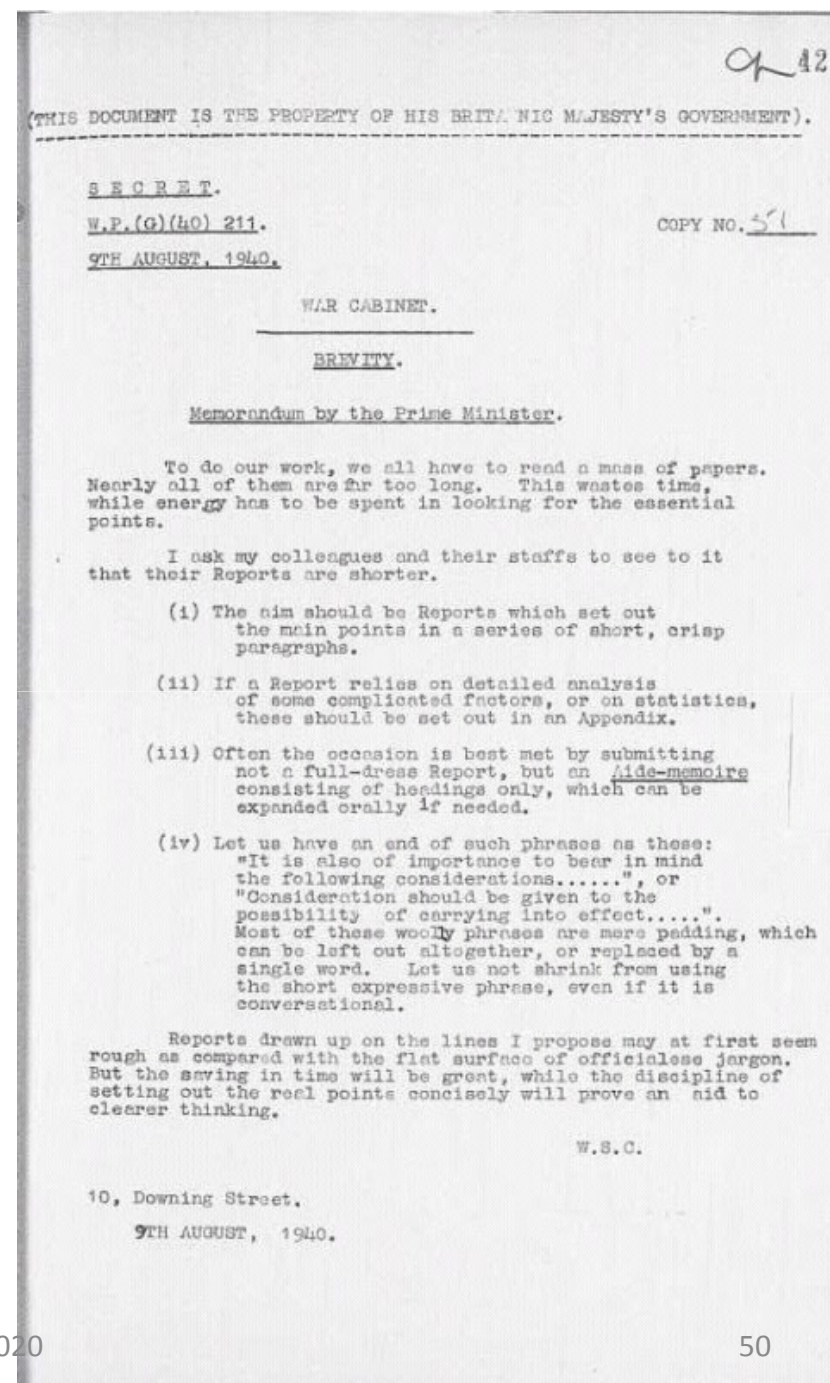 42
(THIS DOCUMENT IS THE PROPERTY OF HIS BRITANNIC MAJESTY'S GOVERNMENT).
SECRET.
W.P.(G)(40) 211.
COPY NO. 51
9TH AUGUST, 1940.
WAR CABINET.
BREVITY.
Memorandum by the Prime Minister.
To do our work, we all have to read a mass of papers.
Nearly all of them are far too long. This wastes time,
while energy has to be spent in looking for the essential
points.
I ask my colleagues and their staffs to see to it
that their Reports are shorter.
(i) The aim should be Reports which set out
the main points in a series of short, crisp
paragraphs.
(ii) If a Report relies on detailed analysis
of some complicated factors, or on statistics,
these should be set out in an Appendix.
(iii) Often the occasion is best met by submitting
not a full-dress Report, but an Aide-memoire
consisting of headings only, which can be
expanded orally if needed.
(iv) Let us have an end of such phrases as these:
"It is also of importance to bear in mind
the following considerations......", or
"Consideration should be given to the
possibility of carrying into effect.....".
Most of these woolly phrases are mere padding, which
can be left out altogether, or replaced by a
single word. Let us not shrink from using
the short expressive phrase, even if it is
conversational.
Reports drawn up on the lines I propose may at first seem
rough as compared with the flat surface of officialese jargon.
But the saving in time will be great, while the discipline of
setting out the real points concisely will prove an aid to
clearer thinking.
W.S.C.
10, Downing Street.
9TH AUGUST, 1940.
020
50